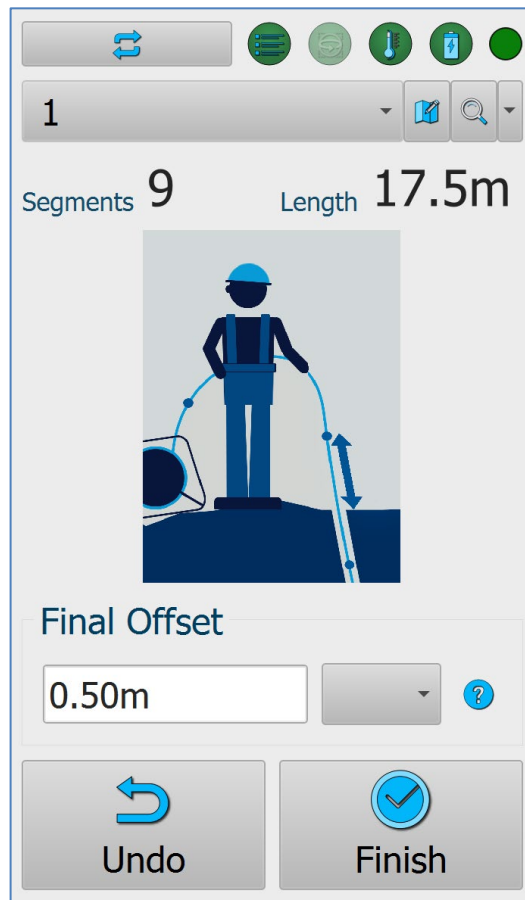 1
Segments 9 Length 17.5m
Final Offset
0.50m
?
Undo Finish